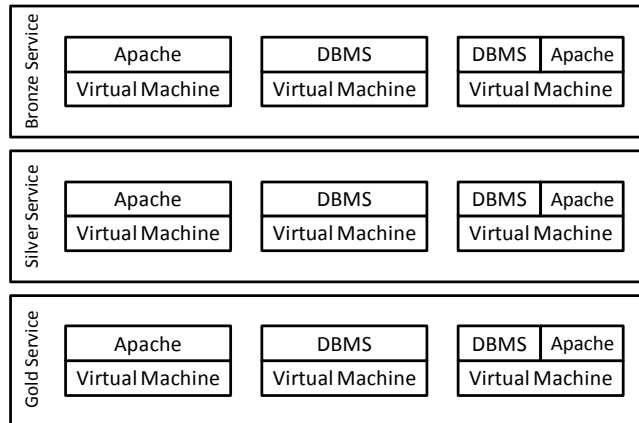 Bronze Service
Apache DBMS DBMS Apache
Virtual Machine Virtual Machine Virtual Machine
Silver Service
Apache DBMS DBMS Apache
Virtual Machine Virtual Machine Virtual Machine
Gold Service
Apache DBMS DBMS Apache
Virtual Machine Virtual Machine Virtual Machine